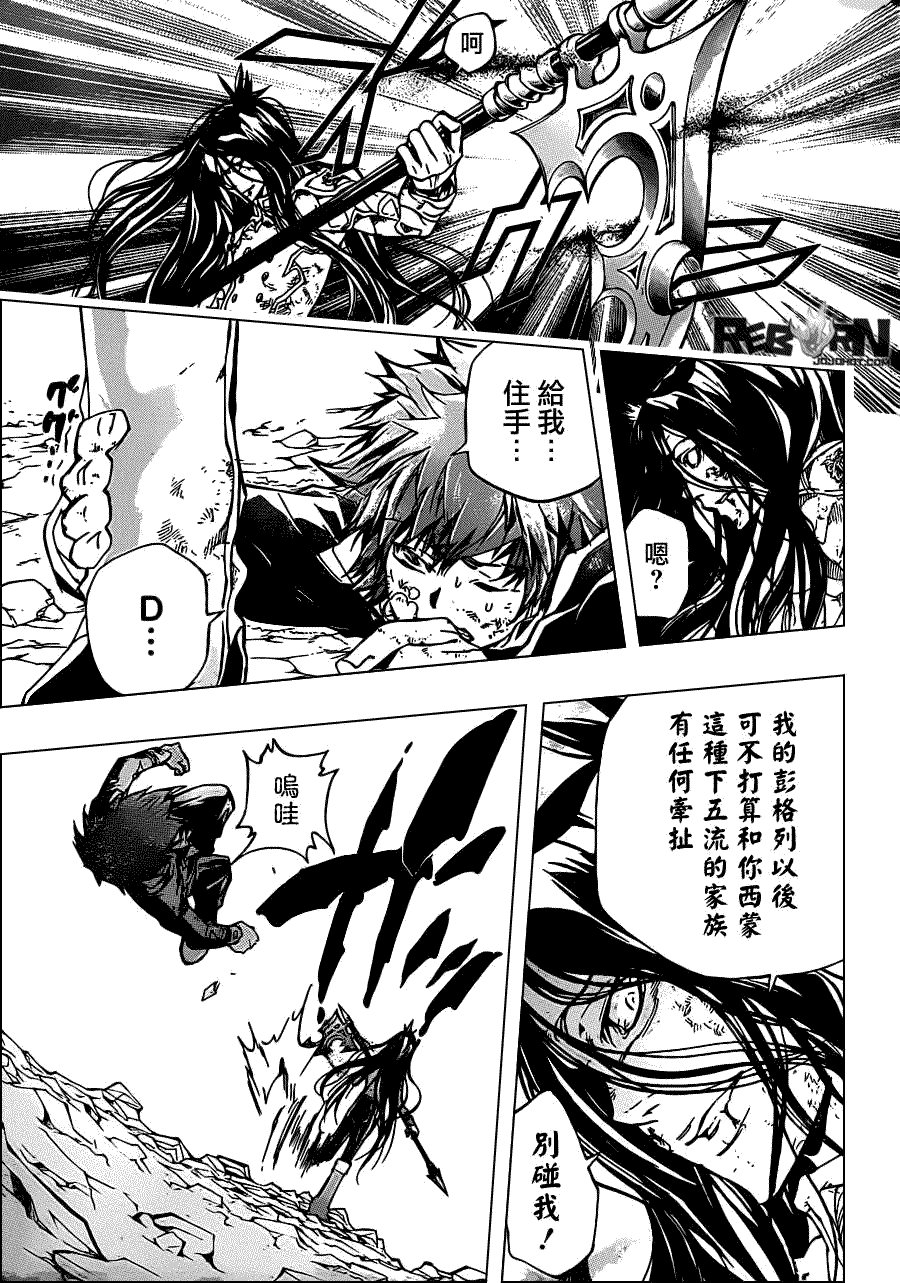 呵
REBORN
JOJOHOT.COM
嗯?
給我…
住手…
D…
我的彭格列以後
可不打算和你西蒙
這種下五流的家族
有任何牽扯
別碰我!
嗚哇